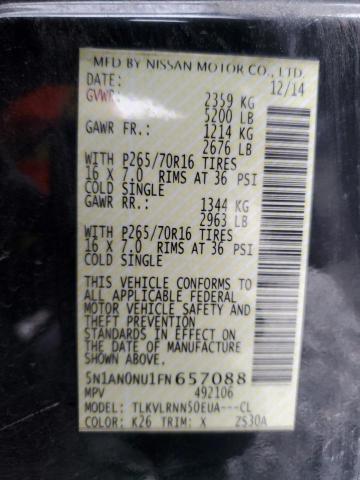 MFD BY NISSAN MOTOR CO., LTD.
DATE: 12/14
GVWR: 2359 KG
5200 LB
GAWR FR.: 1214 KG
2676 LB
WITH P265/70R16 TIRES
16 X 7.0 RIMS AT 36 PSI
COLD SINGLE
GAWR RR.: 1344 KG
2963 LB
WITH P265/70R16 TIRES
16 X 7.0 RIMS AT 36 PSI
COLD SINGLE
THIS VEHICLE CONFORMS TO
ALL APPLICABLE FEDERAL
MOTOR VEHICLE SAFETY AND
THEFT PREVENTION
STANDARDS IN EFFECT ON
THE DATE OF MANUFACTURE
SHOWN ABOVE.
5N1AN0NU1FN657088
MPV 492106
MODEL: TLKVLRNN50EUA---CL
COLOR: K26 TRIM: X ZS30A